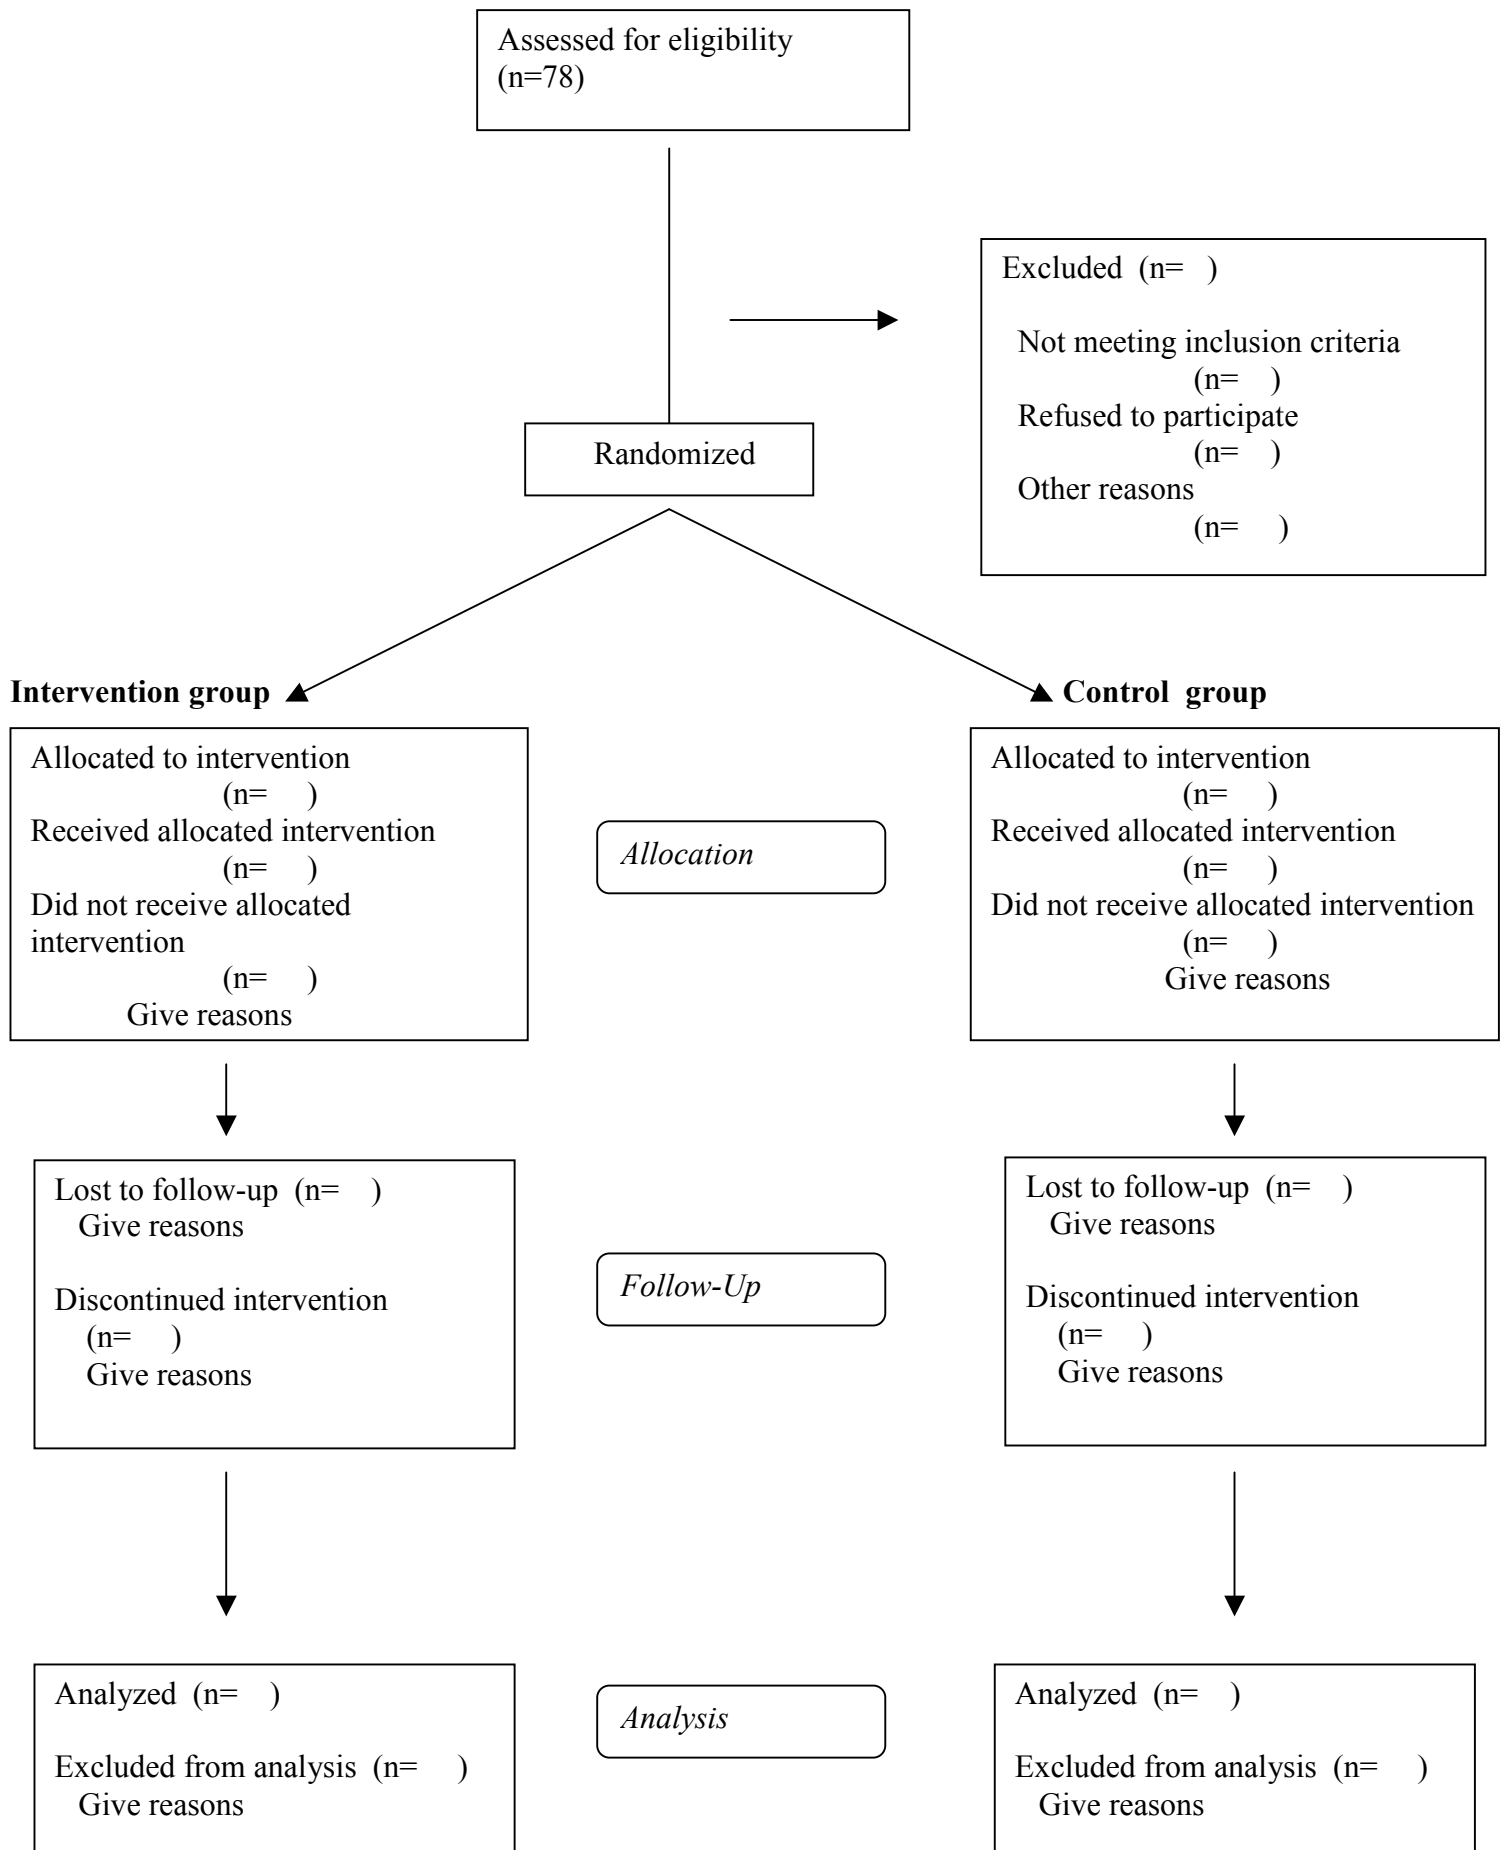 Assessed for eligibility
(n=78)
Excluded  (n=   )
Not meeting inclusion criteria
(n=    )
Refused to participate
(n=    )
Other reasons
(n=     )
Randomized
Intervention group
Control  group
Allocated to intervention
(n=     )
Received allocated intervention
(n=     )
Did not receive allocated
intervention
(n=     )
Give reasons
Allocation
Allocated to intervention
(n=     )
Received allocated intervention
(n=     )
Did not receive allocated intervention
(n=     )
Give reasons
Lost to follow-up  (n=    )
Give reasons
Discontinued intervention
(n=     )
Give reasons
Follow-Up
Lost to follow-up  (n=    )
Give reasons
Discontinued intervention
(n=     )
Give reasons
Analyzed  (n=    )
Excluded from analysis  (n=     )
Give reasons
Analysis
Analyzed  (n=    )
Excluded from analysis  (n=     )
Give reasons